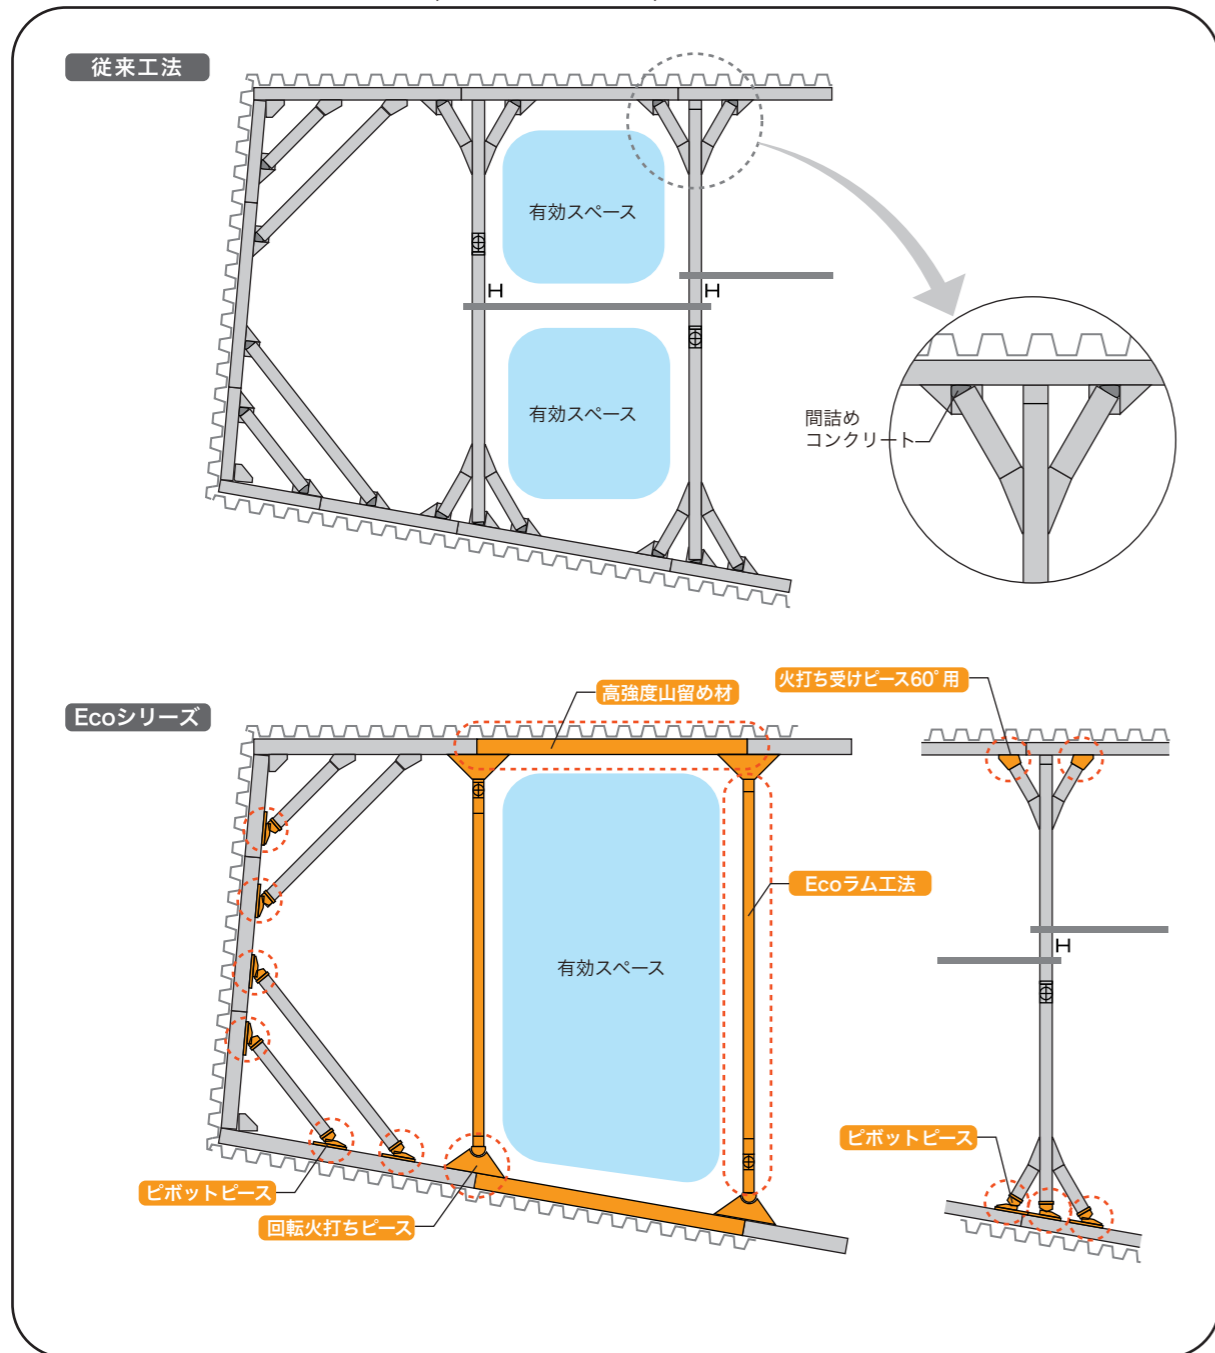 従来工法
有効スペース
H
H
有効スペース
間詰め
コンクリート
Ecoシリーズ
高強度山留め材
火打ち受けピース60°用
Ecoラム工法
有効スペース
H
ピボットピース
ピボットピース
回転火打ちピース